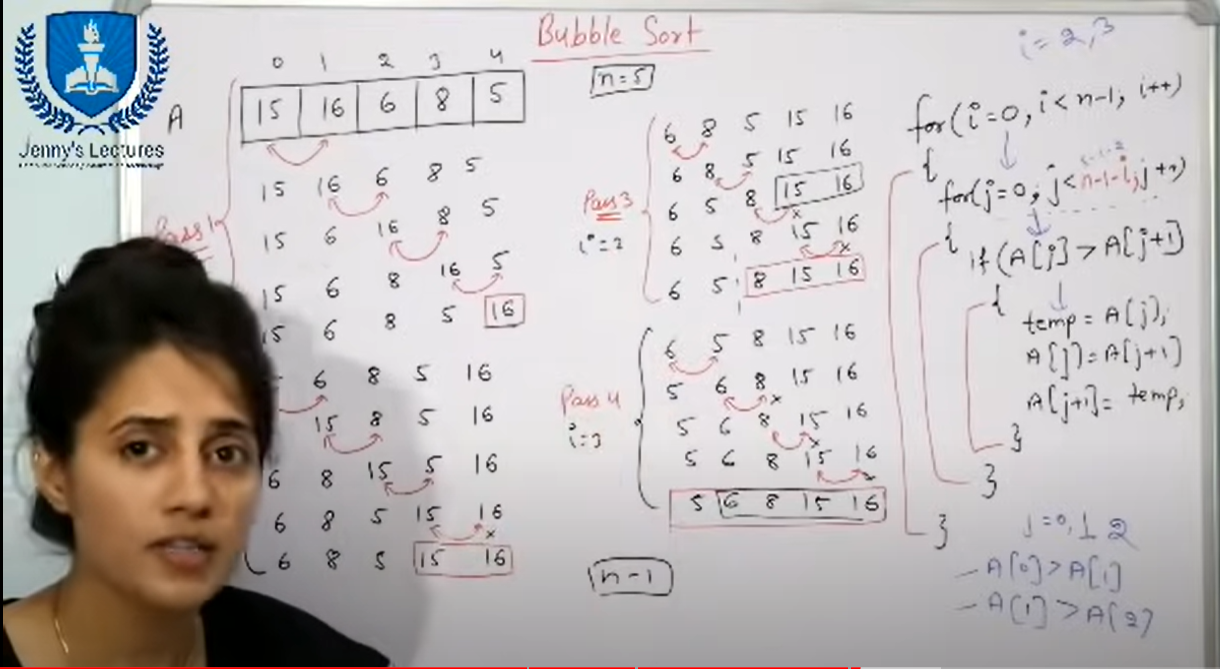 Bubble Sort
Jenny's Lectures
n=5
0 1 2 3 4
A
15 16 6 8 5
15 16 6 8 5
15 6 16 8 5
15 6 8 16 5
15 6 8 5 16
Pass 1
6 8 5 16
15 8 5 16
6 8 15 5 16
6 8 5 15 16
6 8 5 15 16
Pass 3
i=2
6 8 5 15 16
6 8 5 15 16
6 5 8 15 16
6 5 8 15 16
6 5 8 15 16
Pass 4
i=3
6 5 8 15 16
5 6 8 15 16
5 6 8 15 16
5 6 8 15 16
5 6 8 15 16
n-1
i=2,3
for(i=0, i<n-1; i++)
{
for(j=0; j<n-1-i; j++)
{
if (A[j] > A[j+1]
{
temp = A[j];
A[j] = A[j+1]
A[j+1] = temp;
}
}
}
j=0,1 2
- A[0]>A[1]
- A[1]>A[2]